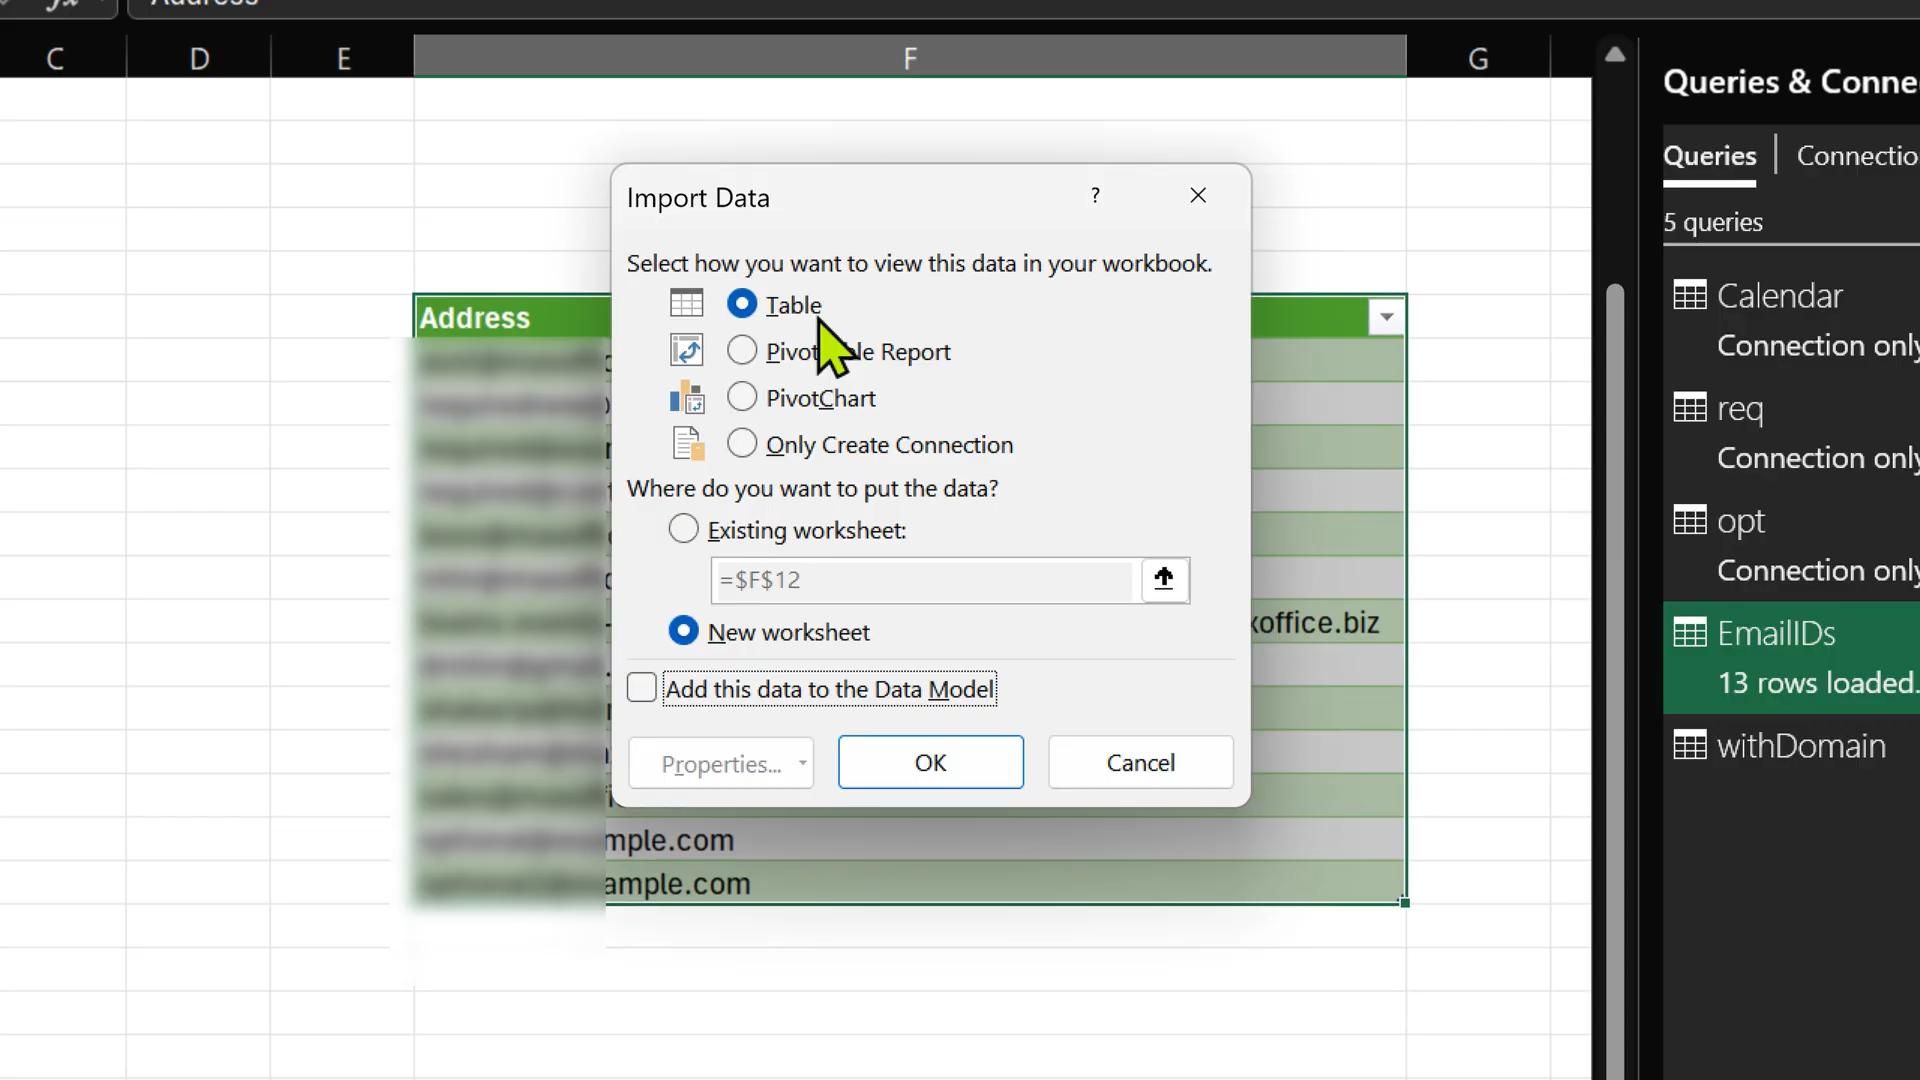 Address
C D E F G
Queries & Conne
Import Data ?
Queries | Connectio
5 queries
Select how you want to view this data in your workbook.
Table
Report
PivotChart
Only Create Connection
Where do you want to put the data?
Existing worksheet:
=$F$12
New worksheet
Add this data to the Data Model
Properties... OK Cancel
Address
koffice.biz
mple.com
ample.com
Calendar
Connection only
req
Connection only
opt
Connection only
EmailIDs
13 rows loaded.
withDomain